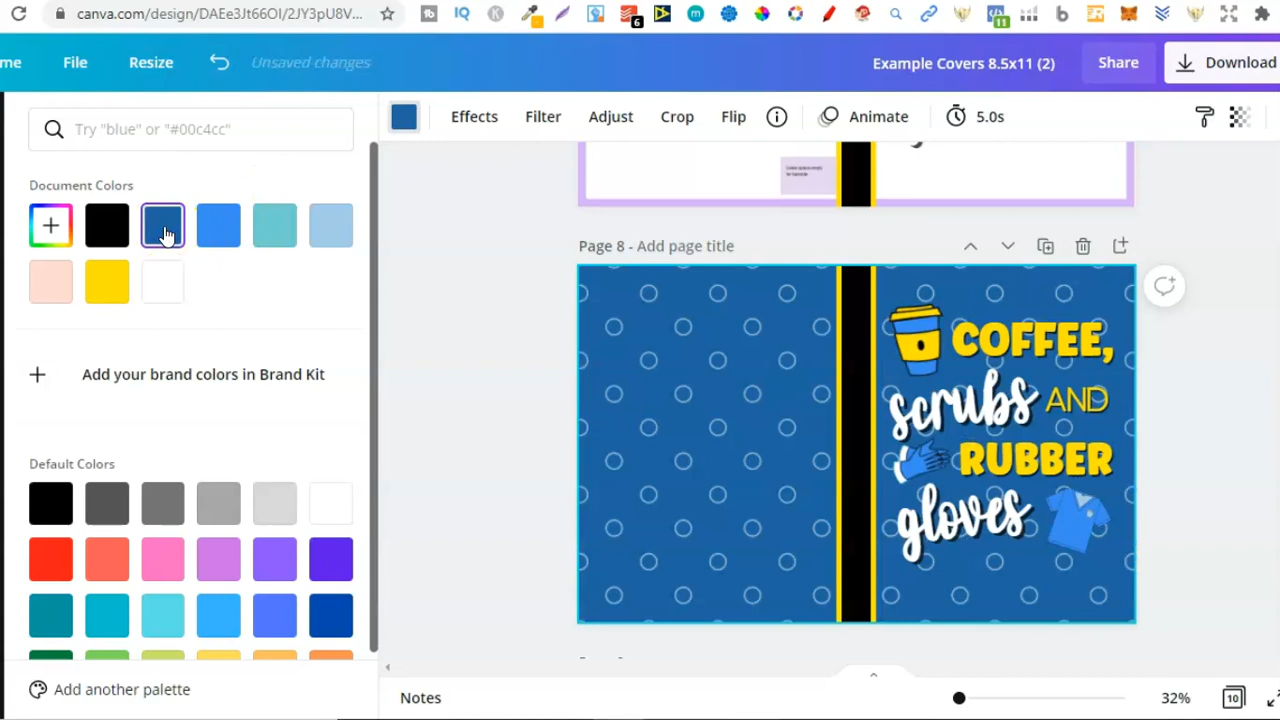 canva.com/design/DAEe3Jt66OI/2JY3pU8V...
6
11
me
File
Resize
Unsaved changes
Example Covers 8.5x11 (2)
Share
Download
Try "blue" or "#00c4cc"
Effects
Filter
Adjust
Crop
Flip
Animate
5.0s
Document Colors
Page 8 - Add page title
COFFEE,
scrubs AND
RUBBER
gloves
Add your brand colors in Brand Kit
Default Colors
Add another palette
Notes
32%
10